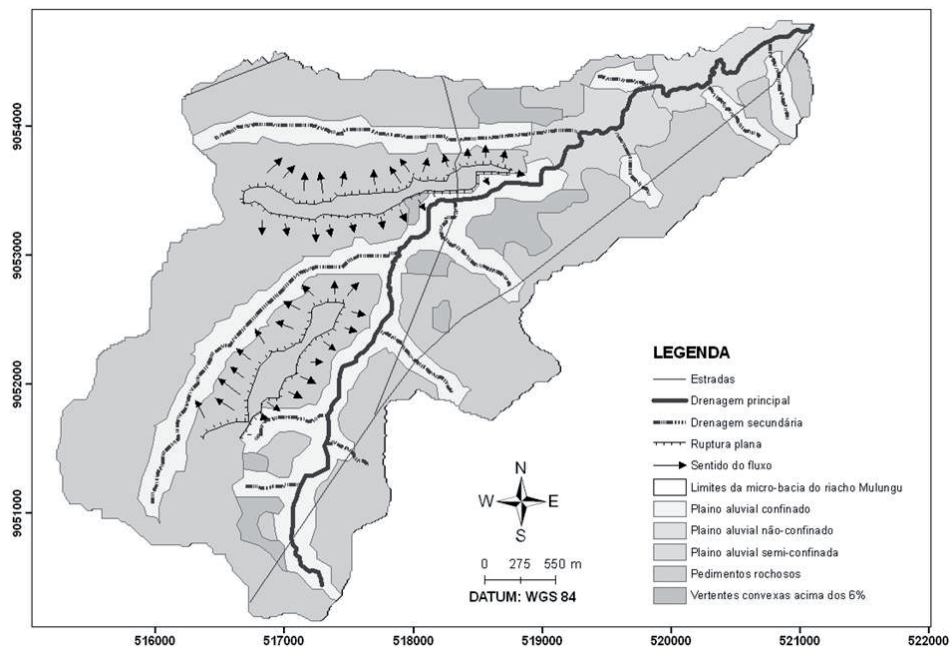 9054000
9053000
9052000
9051000
LEGENDA
Estradas
Drenagem principal
Drenagem secundária
Ruptura plana
Sentido do fluxo
Limites da micro-bacia do riacho Mulungu
Plaino aluvial confinado
Plaino aluvial não-confinado
Plaino aluvial semi-confinada
Pedimentos rochosos
Vertentes convexas acima dos 6%
N
W E
S
0 275 550 m
DATUM: WGS 84
516000 517000 518000 519000 520000 521000 522000